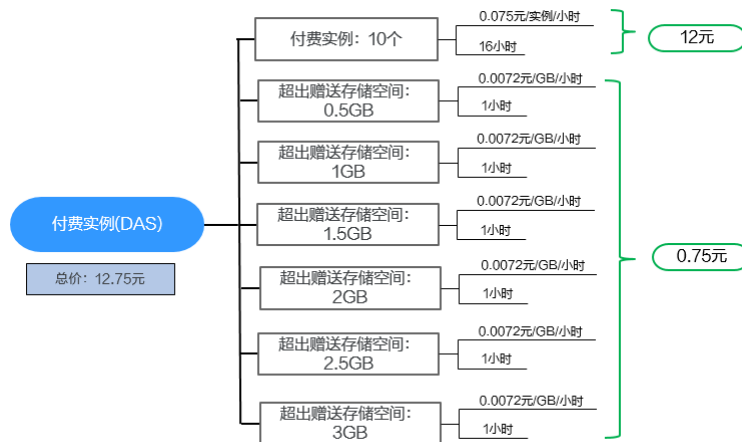 付费实例(DAS)
总价：12.75元
付费实例：10个
0.075元/实例/小时
16小时
12元
超出赠送存储空间：
0.5GB
0.0072元/GB/小时
1小时
超出赠送存储空间：
1GB
0.0072元/GB/小时
1小时
超出赠送存储空间：
1.5GB
0.0072元/GB/小时
1小时
超出赠送存储空间：
2GB
0.0072元/GB/小时
1小时
超出赠送存储空间：
2.5GB
0.0072元/GB/小时
1小时
超出赠送存储空间：
3GB
0.0072元/GB/小时
1小时
0.75元